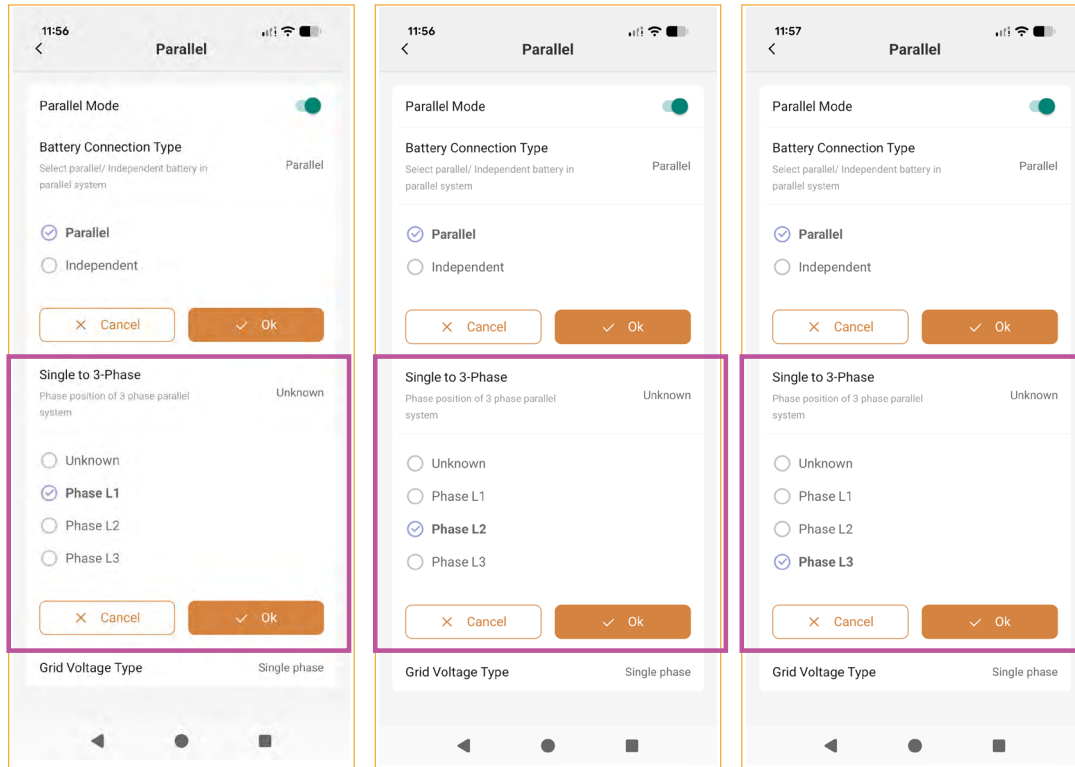 11:56
Parallel
Parallel Mode
Battery Connection Type
Select parallel/ Independent battery in
parallel system
Parallel
Parallel
Independent
Cancel
Ok
Single to 3-Phase
Phase position of 3 phase parallel
system
Unknown
Unknown
Phase L1
Phase L2
Phase L3
Cancel
Ok
Grid Voltage Type
Single phase
11:56
Parallel
Parallel Mode
Battery Connection Type
Select parallel/ Independent battery in
parallel system
Parallel
Parallel
Independent
Cancel
Ok
Single to 3-Phase
Phase position of 3 phase parallel
system
Unknown
Unknown
Phase L1
Phase L2
Phase L3
Cancel
Ok
Grid Voltage Type
Single phase
11:57
Parallel
Parallel Mode
Battery Connection Type
Select parallel/ Independent battery in
parallel system
Parallel
Parallel
Independent
Cancel
Ok
Single to 3-Phase
Phase position of 3 phase parallel
system
Unknown
Unknown
Phase L1
Phase L2
Phase L3
Cancel
Ok
Grid Voltage Type
Single phase